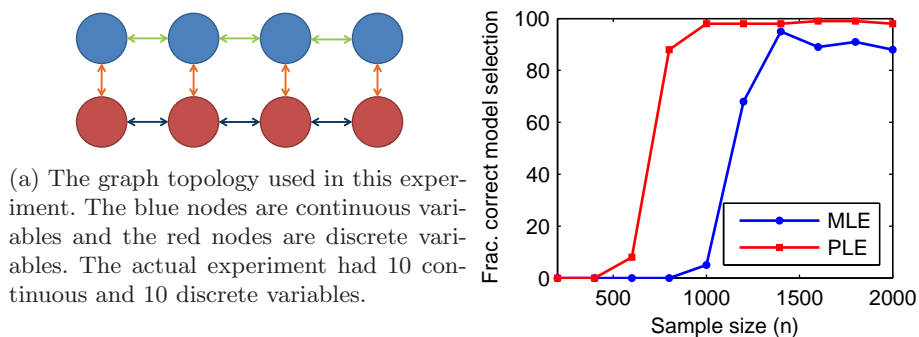 (a) The graph topology used in this exper-
iment. The blue nodes are continuous vari-
ables and the red nodes are discrete vari-
ables. The actual experiment had 10 con-
tinuous and 10 discrete variables.
Frac. correct model selection
100
80
60
40
20
0
MLE
PLE
500
1000
1500
2000
Sample size (n)